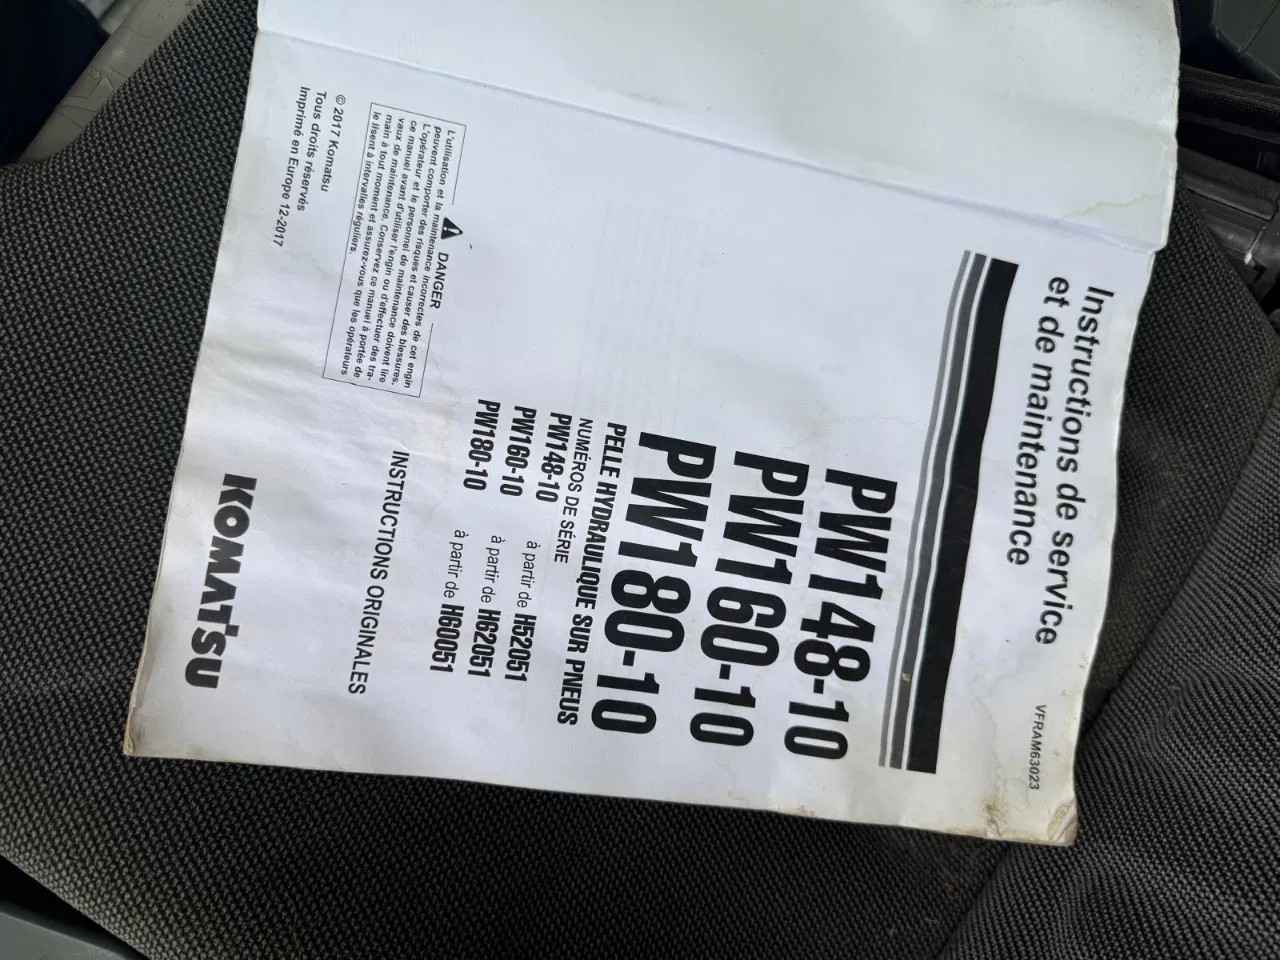 Instructions de service
et de maintenance
VFRAM63023
PW148-10
PW160-10
PW180-10
PELLE HYDRAULIQUE SUR PNEUS
NUMÉROS DE SÉRIE
PW148-10 à partir de H52051
PW160-10 à partir de H62051
PW180-10 à partir de H60051
DANGER
L'utilisation et la maintenance incorrectes de cet engin
peuvent comporter des risques et causer des blessures.
L'opérateur et le personnel de maintenance doivent lire
ce manuel avant d'utiliser l'engin ou d'effectuer des tra-
vaux de maintenance. Conservez ce manuel à portée de
main à tout moment et assurez-vous que les opérateurs
le lisent à intervalles réguliers.
INSTRUCTIONS ORIGINALES
© 2017 Komatsu
Tous droits réservés
Imprimé en Europe 12-2017
KOMATSU